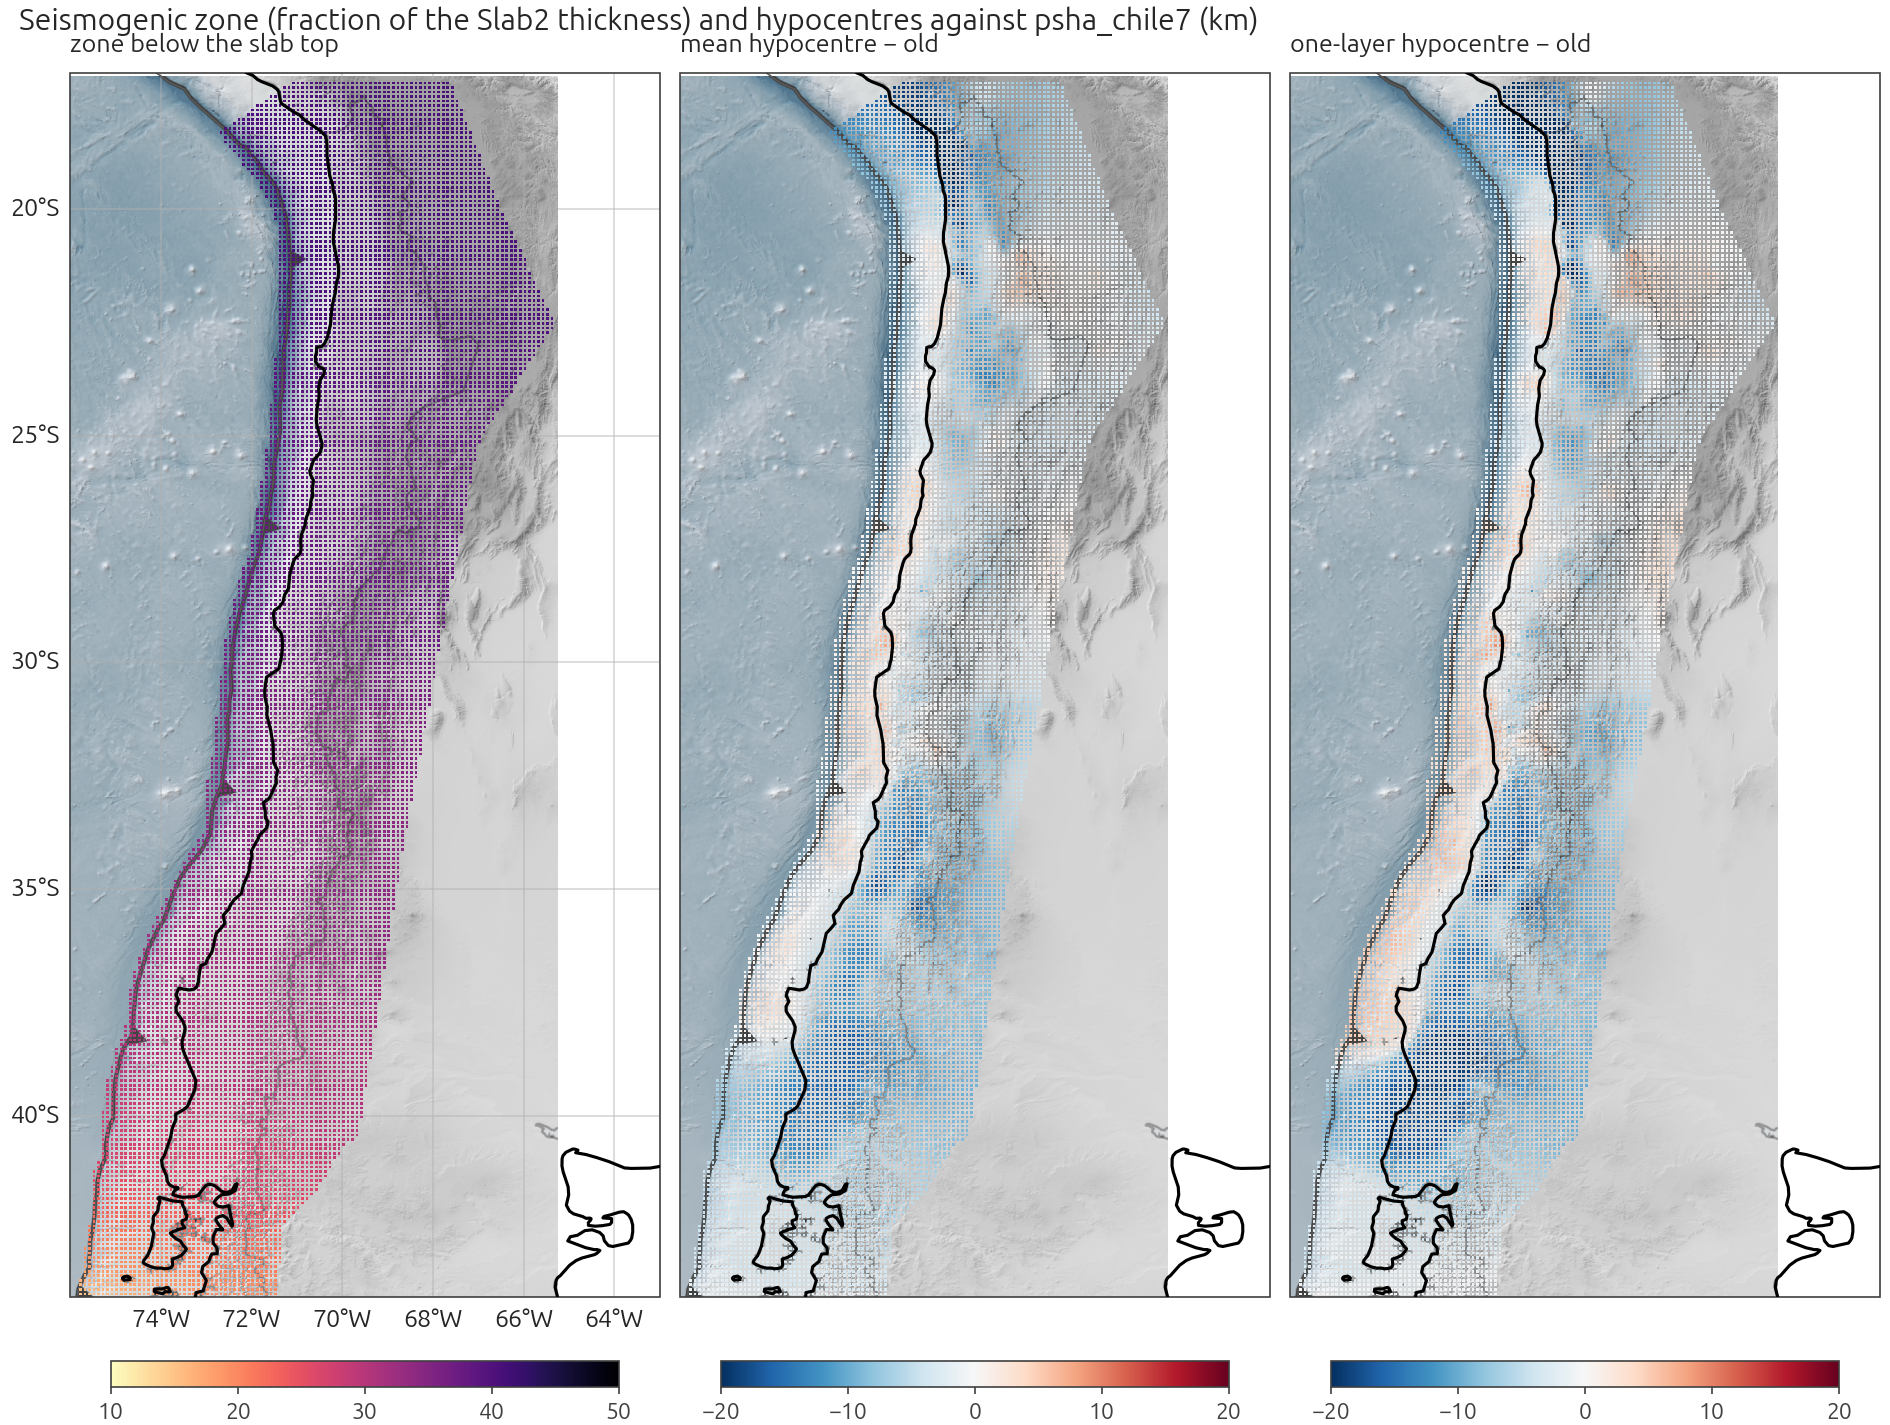 Seismogenic zone (fraction of the Slab2 thickness) and hypocentres against psha_chile7 (km)
zone below the slab top
mean hypocentre − old
one-layer hypocentre − old
20°S
25°S
30°S
35°S
40°S
74°W 72°W 70°W 68°W 66°W 64°W
10 20 30 40 50
−20 −10 0 10 20
−20 −10 0 10 20